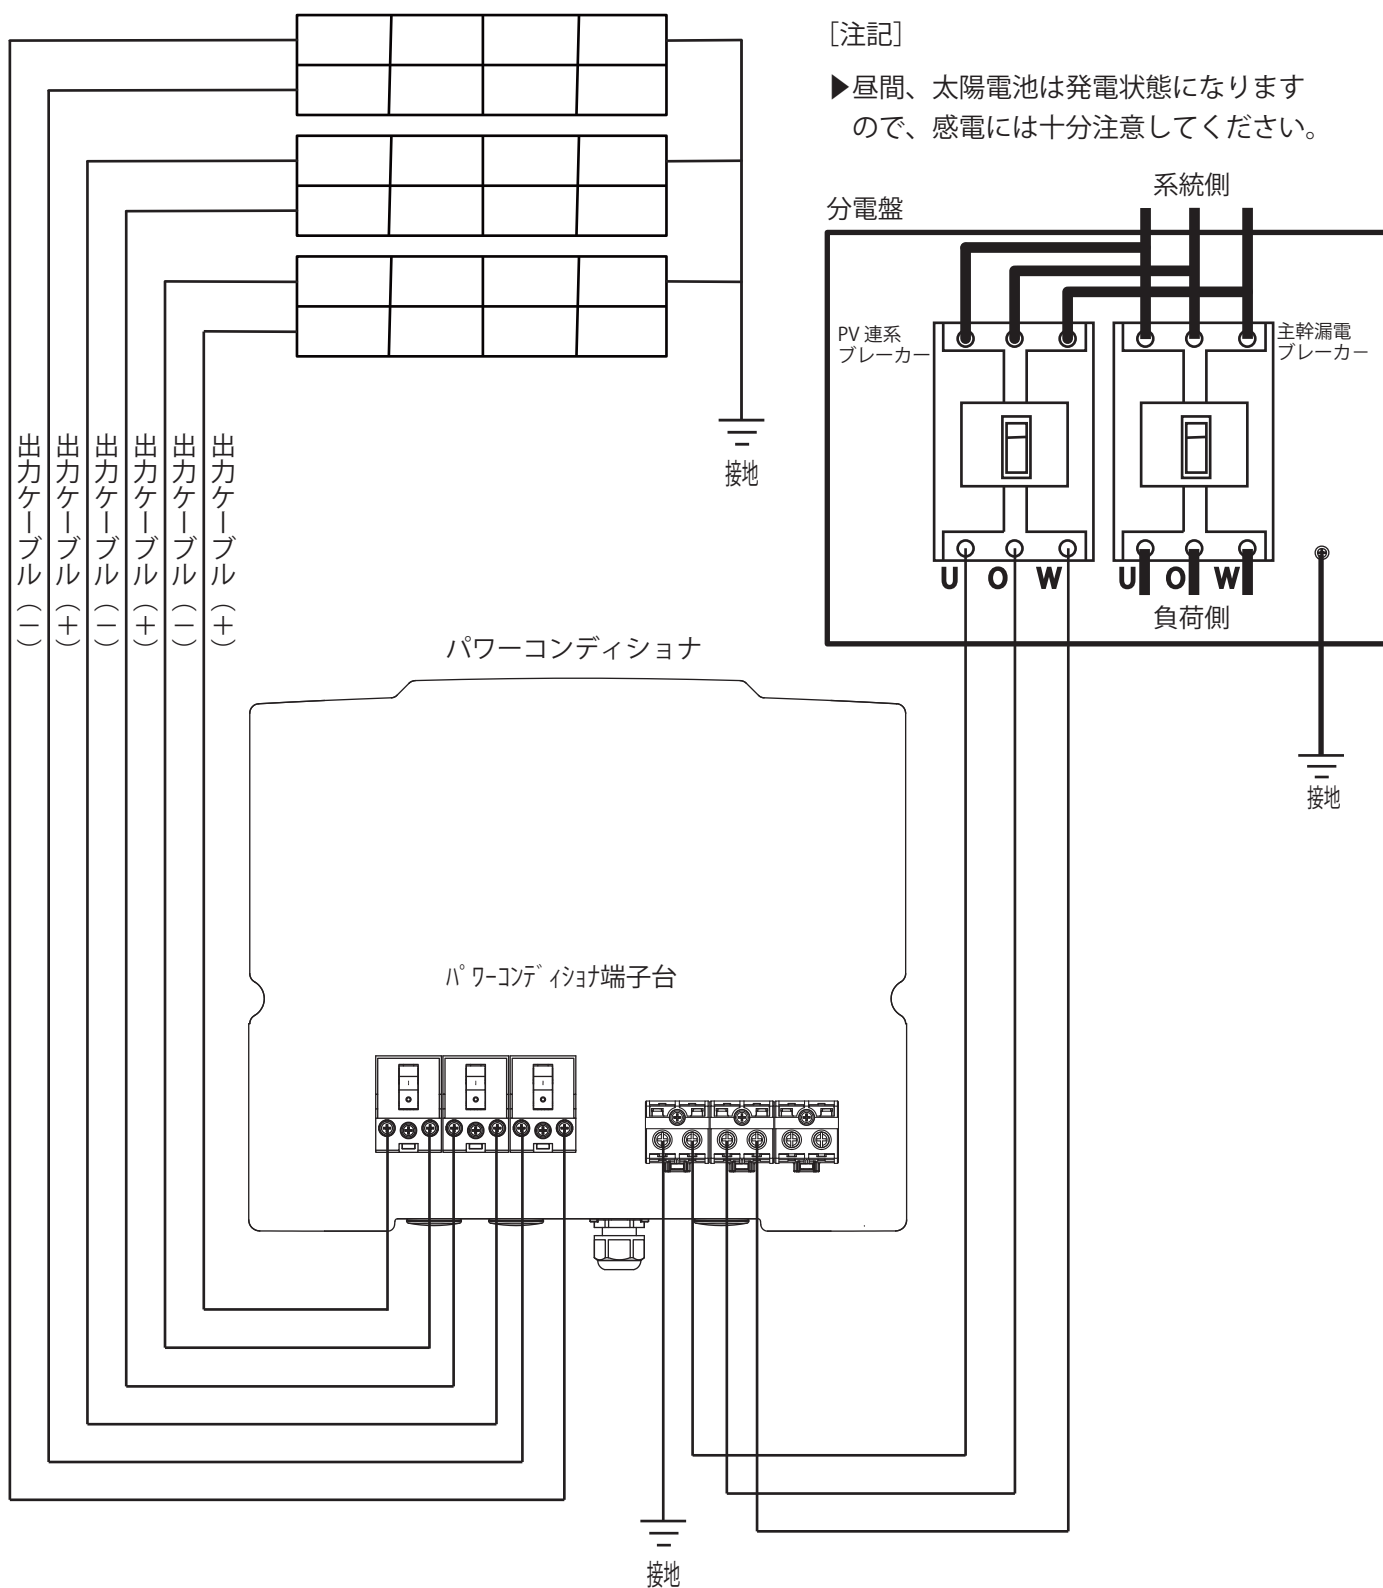 ［注記］
▶昼間、太陽電池は発電状態になります
ので、感電には十分注意してください。
系統側
分電盤
PV 連系
ブレーカー
主幹漏電
ブレーカー
接地
出力ケーブル（－）
出力ケーブル（＋）
出力ケーブル（－）
出力ケーブル（＋）
出力ケーブル（－）
出力ケーブル（＋）
U O W
U O W
負荷側
パワーコンディショナ
接地
ﾊﾟﾜｰｺﾝﾃﾞｨｼｮﾅ端子台
接地